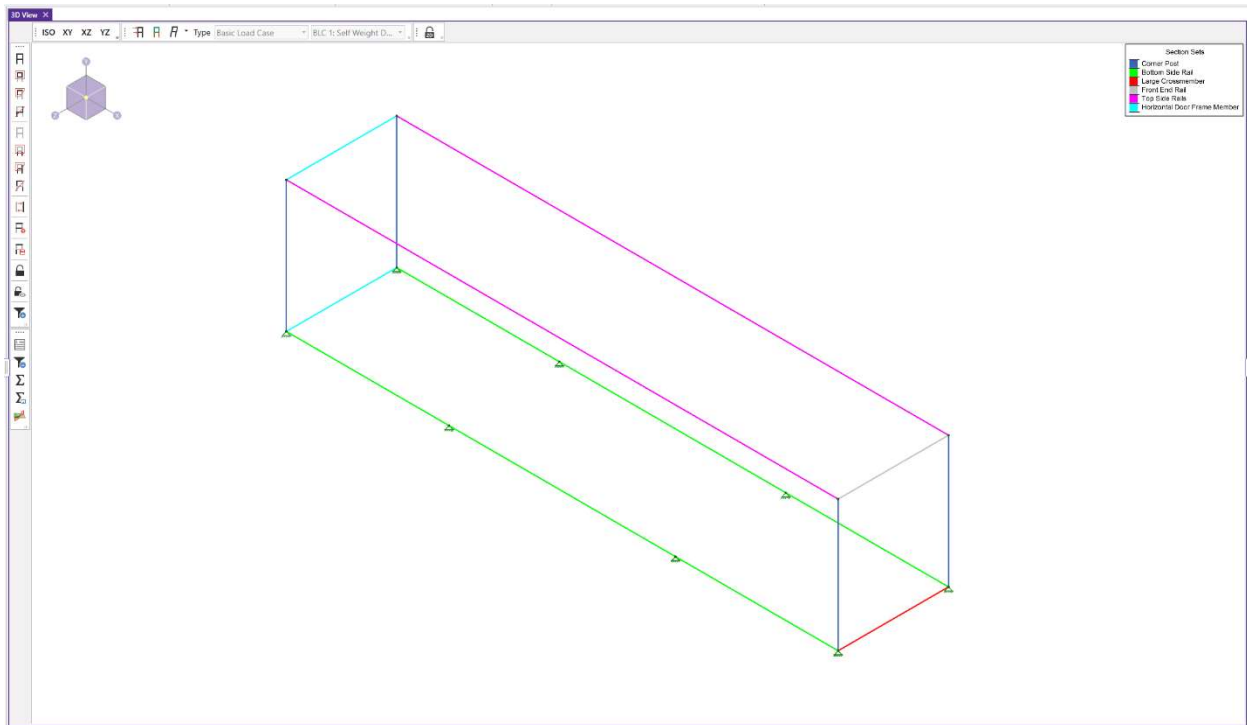 3D View
ISO XY XZ YZ Type Basic Load Case BLC 1: Self Weight D...
Section Sets
Corner Post
Bottom Side Rail
Large Crossmember
Front End Rail
Top Side Rails
Horizontal Door Frame Member
Y
Z X